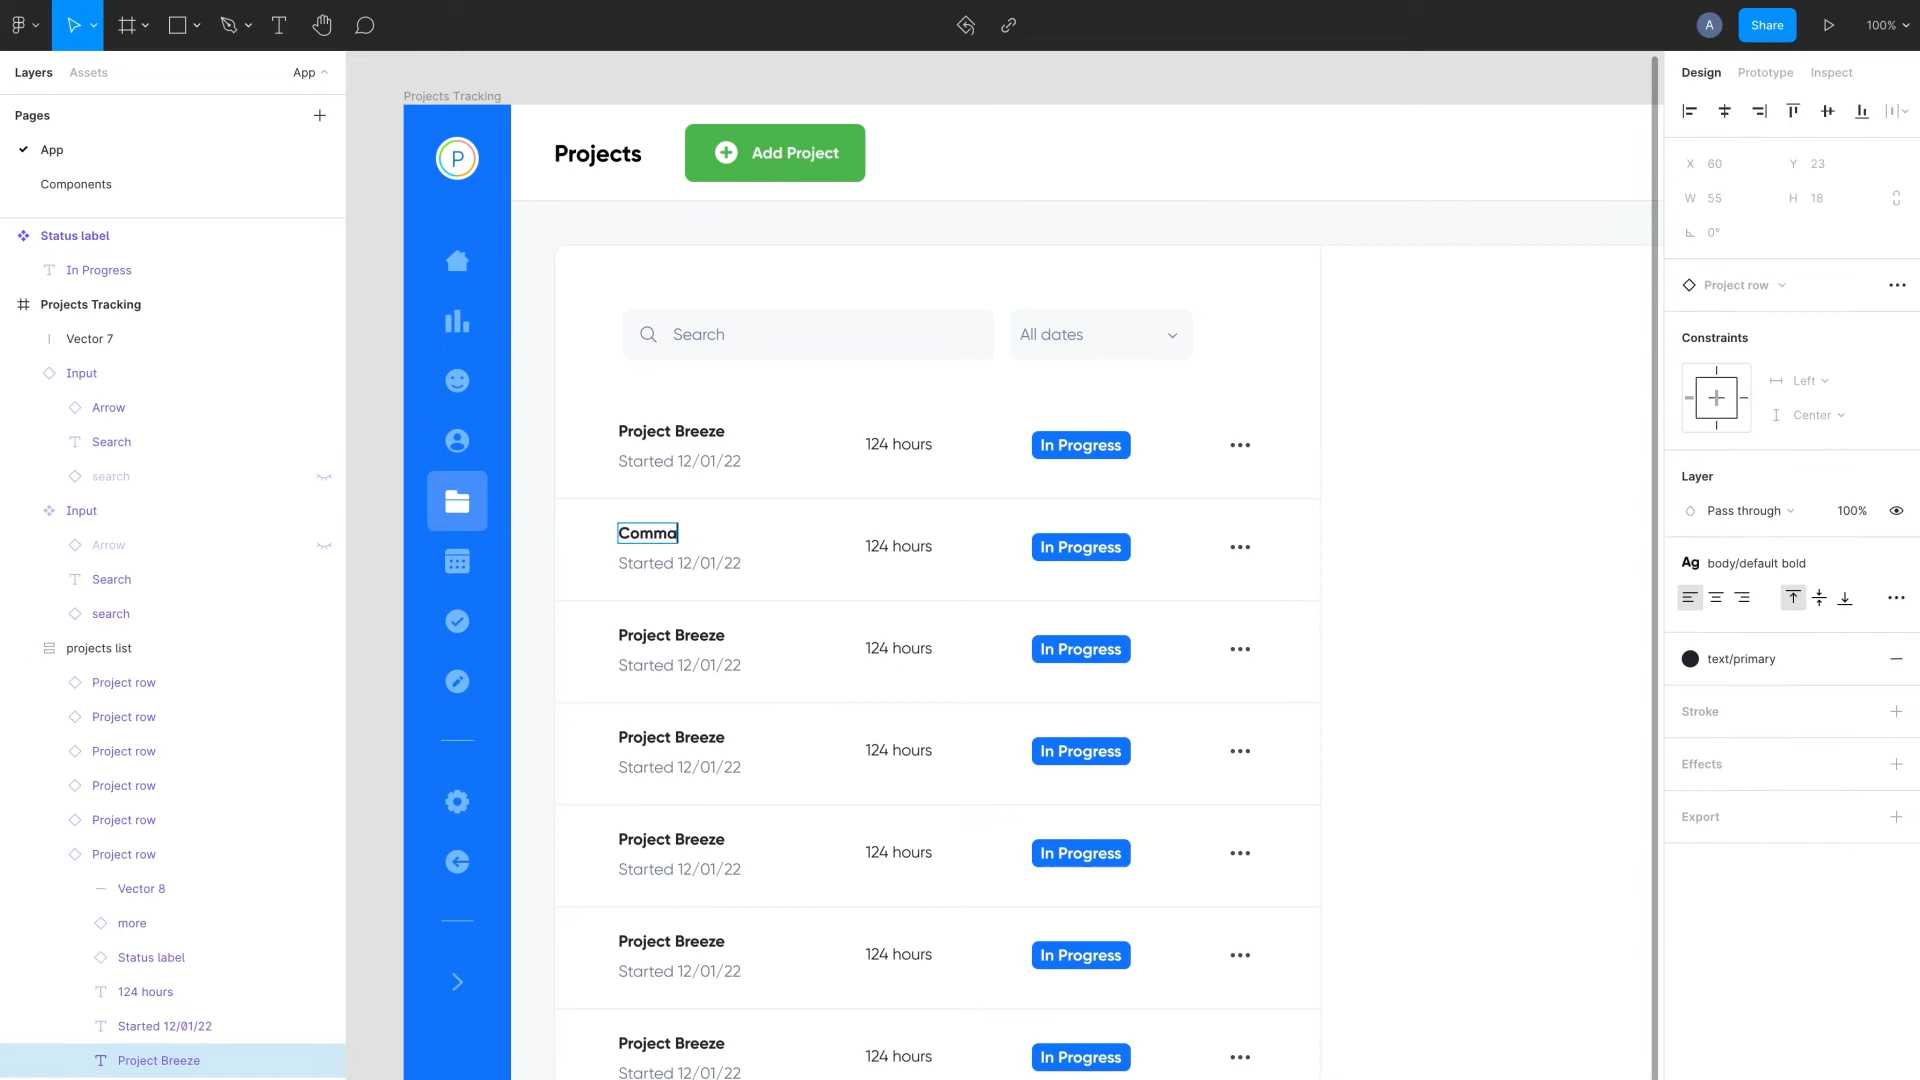 A
Share
100%
Layers
Assets
App
Pages
App
Components
Status label
In Progress
Projects Tracking
Vector 7
Input
Arrow
Search
search
Input
Arrow
Search
search
projects list
Project row
Project row
Project row
Project row
Project row
Project row
Vector 8
more
Status label
124 hours
Started 12/01/22
Project Breeze
Projects Tracking
P
Projects
Add Project
Search
All dates
Project Breeze
Started 12/01/22
124 hours
In Progress
Comma
Started 12/01/22
124 hours
In Progress
Project Breeze
Started 12/01/22
124 hours
In Progress
Project Breeze
Started 12/01/22
124 hours
In Progress
Project Breeze
Started 12/01/22
124 hours
In Progress
Project Breeze
Started 12/01/22
124 hours
In Progress
Project Breeze
Started 12/01/22
124 hours
In Progress
Design
Prototype
Inspect
X 60
Y 23
W 55
H 18
0°
Project row
Constraints
Left
Center
Layer
Pass through
100%
Ag body/default bold
text/primary
Stroke
Effects
Export